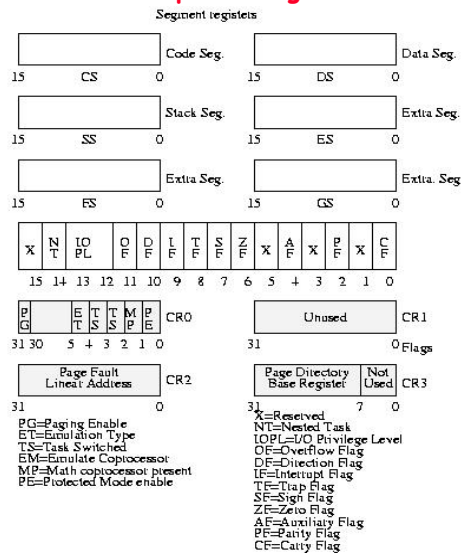 Segment registers
Code Seg. Data Seg.
15 CS 0 15 DS 0
Stack Seg. Extra Seg.
15 SS 0 15 ES 0
Extra Seg. Extra. Seg
15 FS 0 15 GS 0
X NT IOPL OF DF IF TF SF ZF X AF X PF X CF
15 14 13 12 11 10 9 8 7 6 5 4 3 2 1 0
PG ET TS TS MP PE CR0 Unused CR1
31 30 5 4 3 2 1 0 31 0 Flags
Page Fault Linear Address CR2 Page Directory Base Register Not Used CR3
31 0 31 7 0
PG=Paging Enable
ET=Emulation Type
TS=Task Switched
EM=Emulate Coprocessor
MP=Math coprocessor present
PE=Protected Mode enable
X=Reserved
NT=Nested Task
IOPL=I/O Privilege Level
OF=Overflow Flag
DF=Direction Flag
IF=Interrupt Flag
TF=Trap Flag
SF=Sign Flag
ZF=Zero Flag
AF=Auxiliary Flag
PF=Parity Flag
CF=Carry Flag